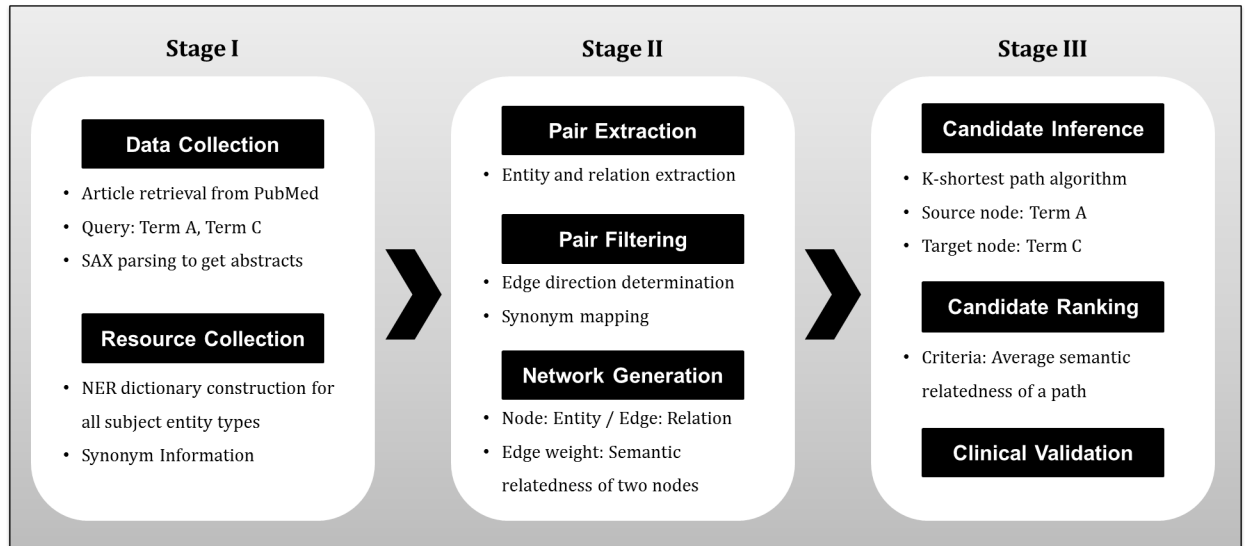 Stage I
Data Collection
• Article retrieval from PubMed
• Query: Term A, Term C
• SAX parsing to get abstracts
Resource Collection
• NER dictionary construction for
all subject entity types
• Synonym Information
Stage II
Pair Extraction
• Entity and relation extraction
Pair Filtering
• Edge direction determination
• Synonym mapping
Network Generation
• Node: Entity / Edge: Relation
• Edge weight: Semantic
relatedness of two nodes
Stage III
Candidate Inference
• K-shortest path algorithm
• Source node: Term A
• Target node: Term C
Candidate Ranking
• Criteria: Average semantic
relatedness of a path
Clinical Validation